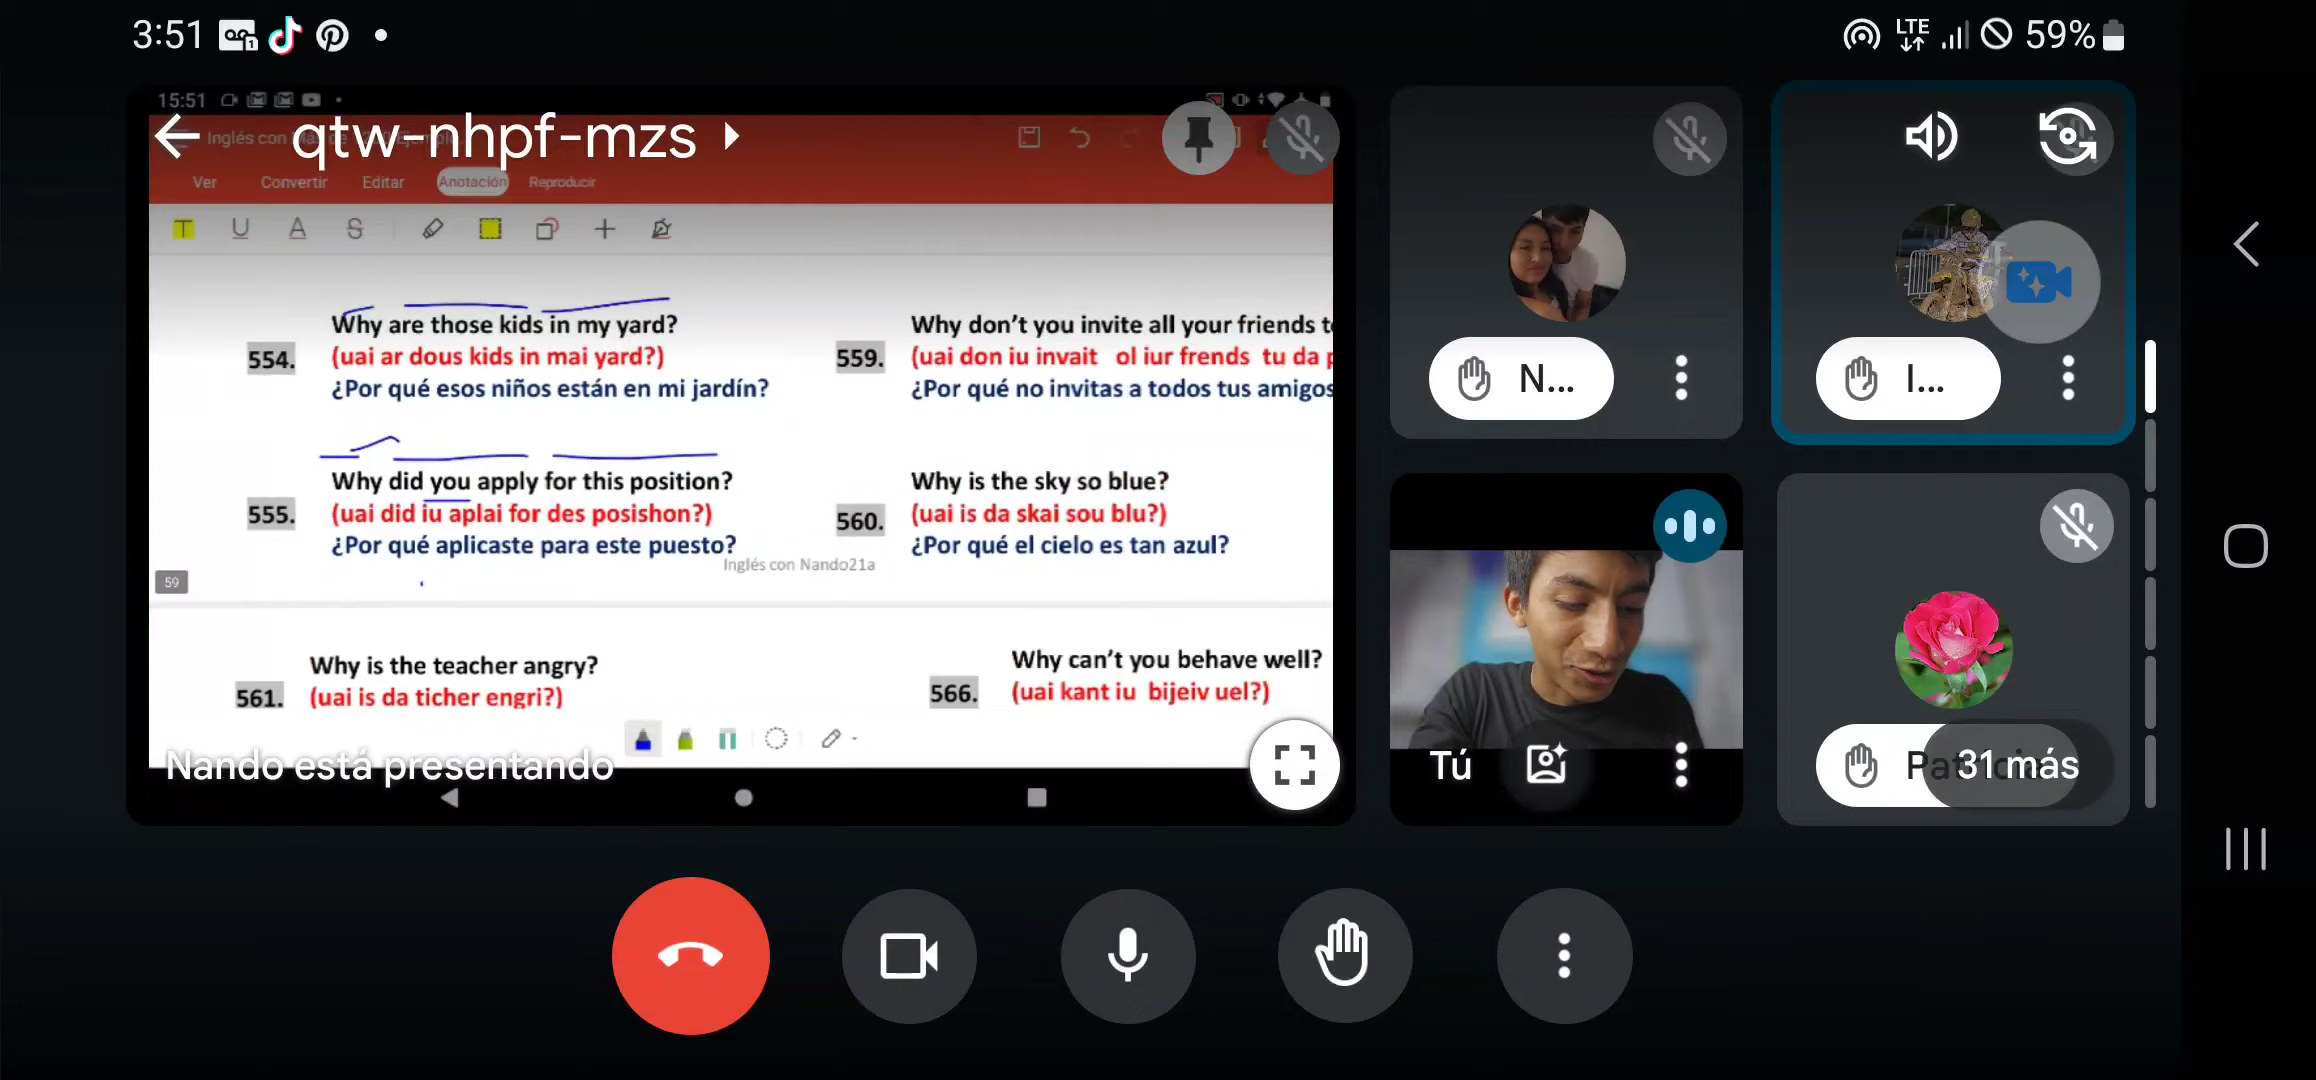 3:51
LTE
59%
15:51
Inglés con
qtw-nhpf-mzs
Ver Convertir Editar Anotación Reproducir
T U A S
554.
Why are those kids in my yard?
(uai ar dous kids in mai yard?)
¿Por qué esos niños están en mi jardín?
559.
Why don't you invite all your friends t
(uai don iu invait ol iur frends tu da p
¿Por qué no invitas a todos tus amigos
555.
Why did you apply for this position?
(uai did iu aplai for des posishon?)
¿Por qué aplicaste para este puesto?
560.
Why is the sky so blue?
(uai is da skai sou blu?)
¿Por qué el cielo es tan azul?
Inglés con Nando21a
59
561.
Why is the teacher angry?
(uai is da ticher engri?)
566.
Why can't you behave well?
(uai kant iu bijeiv uel?)
Nando está presentando
N...
I...
Tú
31 más